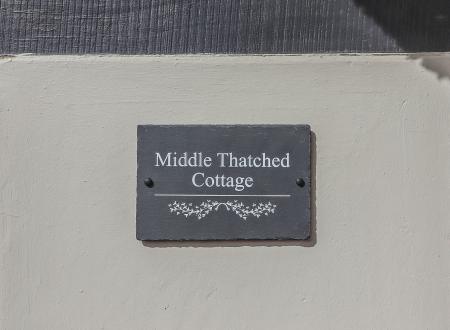 Middle Thatched
Cottage